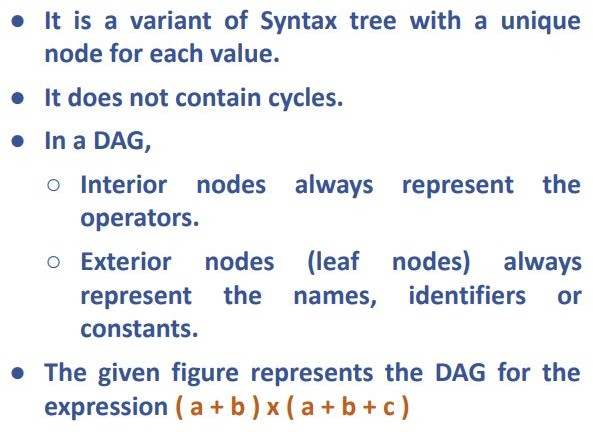 • It is a variant of Syntax tree with a unique
node for each value.
• It does not contain cycles.
• In a DAG,
○ Interior nodes always represent the
operators.
○ Exterior nodes (leaf nodes) always
represent the names, identifiers or
constants.
• The given figure represents the DAG for the
expression ( a + b ) x ( a + b + c )